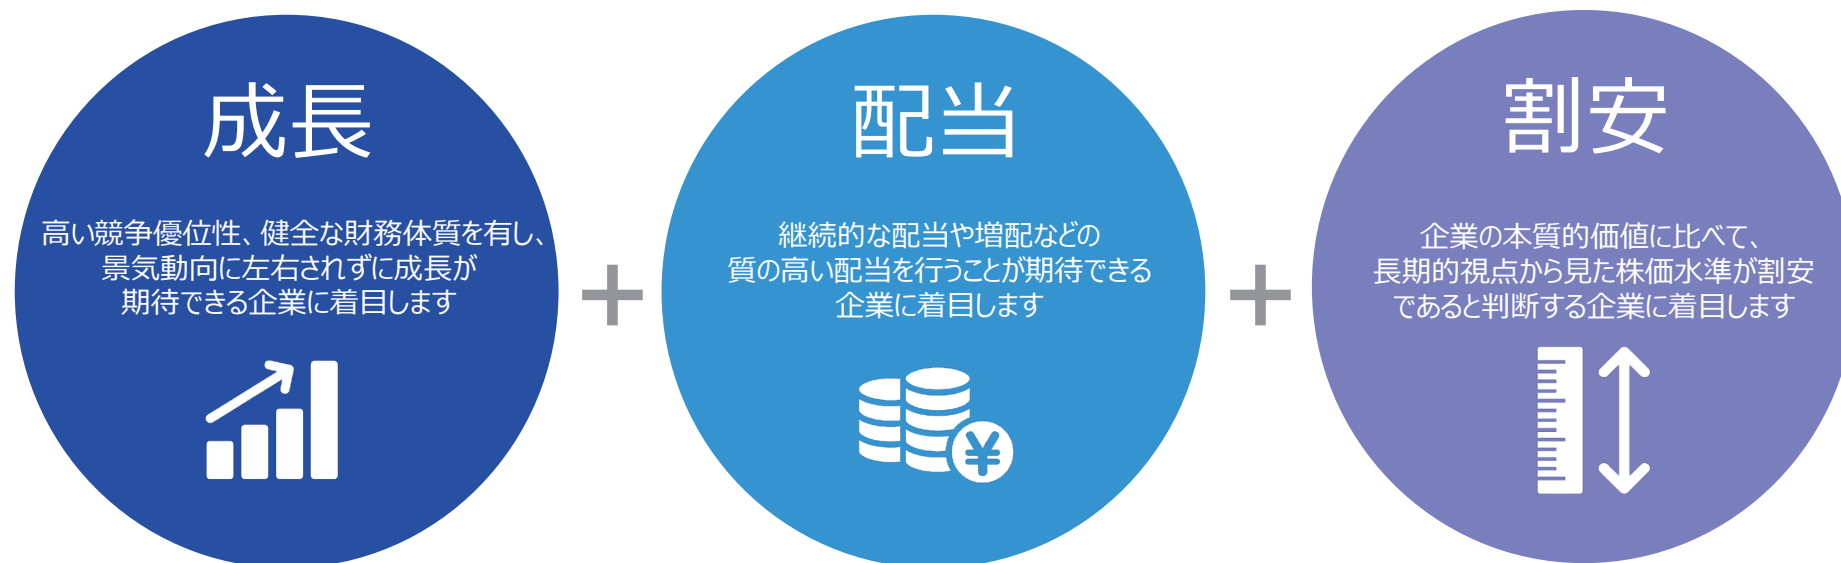 成長
高い競争優位性、健全な財務体質を有し、
景気動向に左右されずに成長が
期待できる企業に着目します
+
配当
継続的な配当や増配などの
質の高い配当を行うことが期待できる
企業に着目します
¥
+
割安
企業の本質的価値に比べて、
長期的視点から見た株価水準が割安
であると判断する企業に着目します